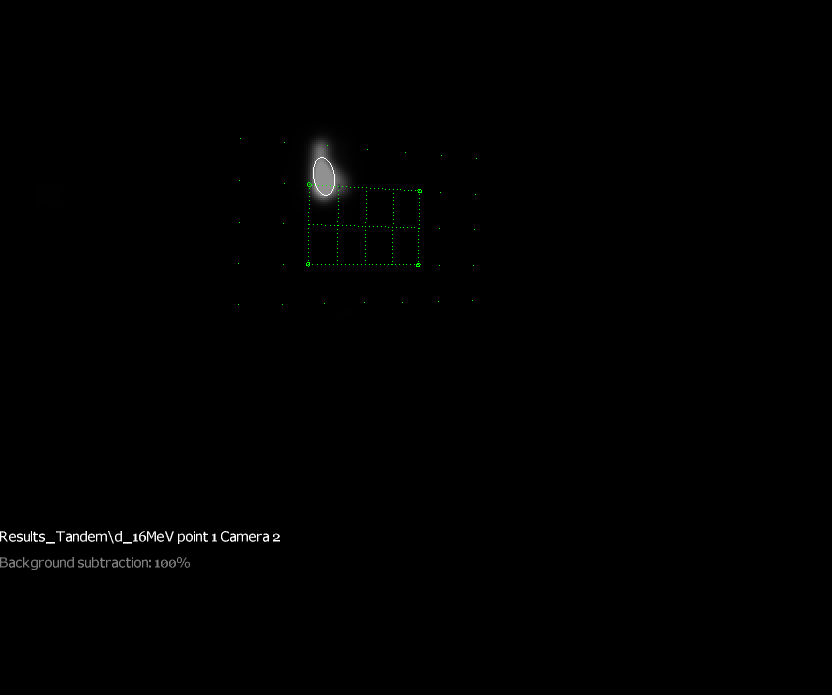 Results_Tandem\d_16MeV point 1 Camera 2
Background subtraction: 100%